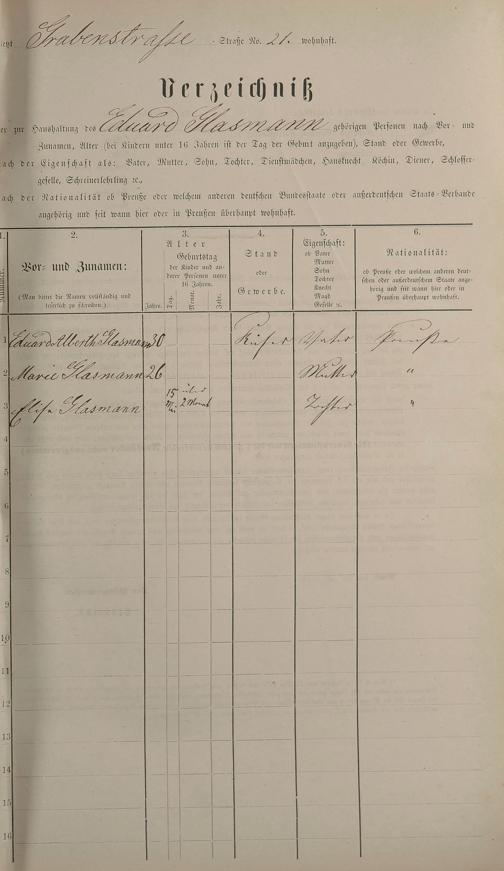 Grabenstraße Straße No. 21. wohnhaft.
Verzeichniß
zur Haushaltung des Eduard Glasmann gehörigen Personen nach Vor- und
Zunamen, Alter (bei Kindern unter 16 Jahren ist der Tag der Geburt anzugeben), Stand oder Gewerbe,
nach der Eigenschaft als: Vater, Mutter, Sohn, Tochter, Dienstmädchen, Hausknecht, Köchin, Diener, Schlosser-
geselle, Schreinerlehrling ꝛc.,
nach der Nationalität ob Preuße oder welchem anderen deutschen Bundesstaate oder außerdeutschen Staats-Verbande
angehörig und seit wann hier oder in Preußen überhaupt wohnhaft.
1. 2. 3. 4. 5. 6.
Nummer. Vor- und Zunamen: (Man bittet die Namen vollständig und leserlich zu schreiben.)
Alter Geburtstag der Kinder und anderer Personen unter 16 Jahren. Jahre. Tag. Monat. Jahr.
Stand oder Gewerbe.
Eigenschaft: ob Vater Mutter Sohn Tochter Knecht Magd Geselle ꝛc.
Nationalität: ob Preuße oder welchem anderen deutschen oder außerdeutschen Staate angehörig und seit wann hier oder in Preußen überhaupt wohnhaft.
1 Eduard Alberth Glasmann 30 Küfer Vater Preuße
2 Marie Glasmann 26 Mutter "
3 Elise Glasmann 15 2 Monat Tochter "
4
5
6
7
8
9
10
11
12
13
14
15
16